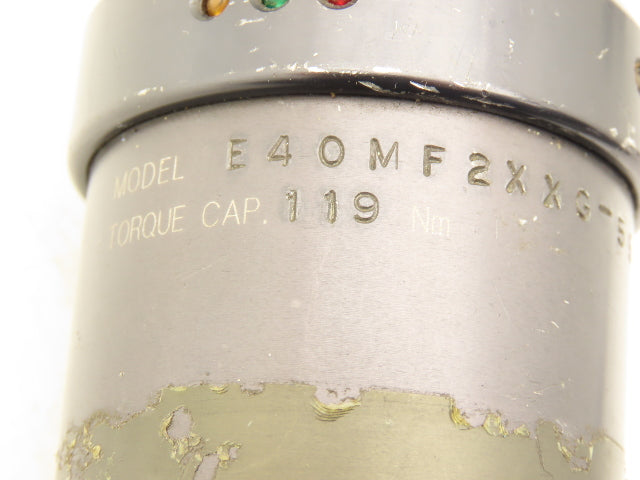 MODEL E40MF2XXG-5
TORQUE CAP. 119 Nm